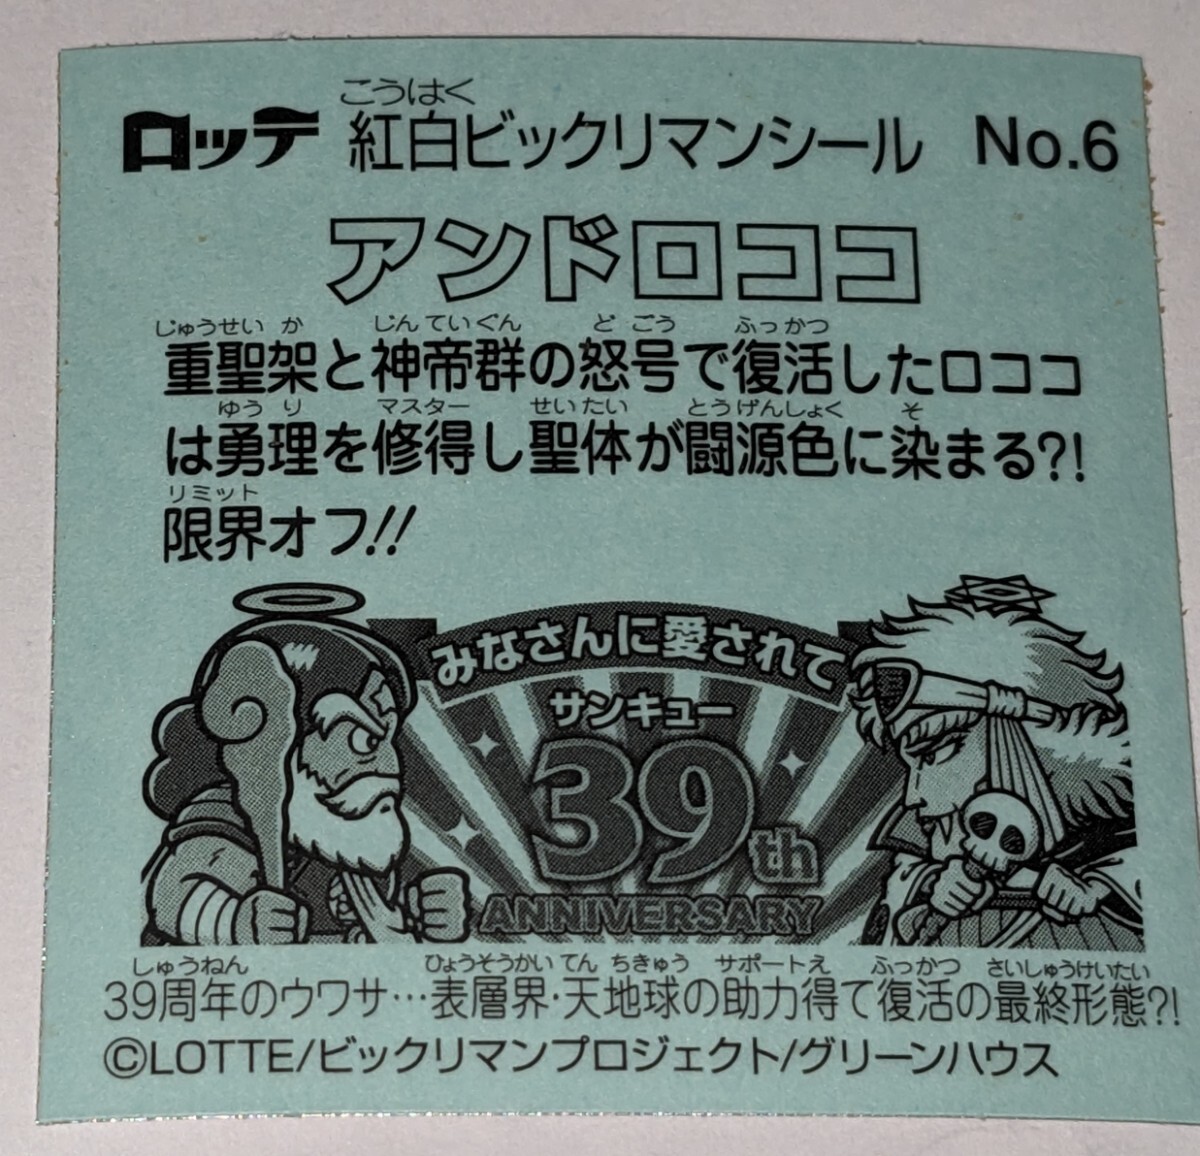 こうはく
ロッテ 紅白ビックリマンシール No.6
アンドロココ
じゅうせいか じんていぐん どごう ふっかつ
重聖架と神帝群の怒号で復活したロココ
ゆうり マスター せいたい とうげんしょく そ
は勇理を修得し聖体が闘源色に染まる?!
リミット
限界オフ!!
みなさんに愛されて
サンキュー
39th
ANNIVERSARY
しゅうねん ひょうそうかい てん ちきゅう サポートえ ふっかつ さいしゅうけいたい
39周年のウワサ…表層界・天地球の助力得て復活の最終形態?!
©LOTTE/ビックリマンプロジェクト/グリーンハウス